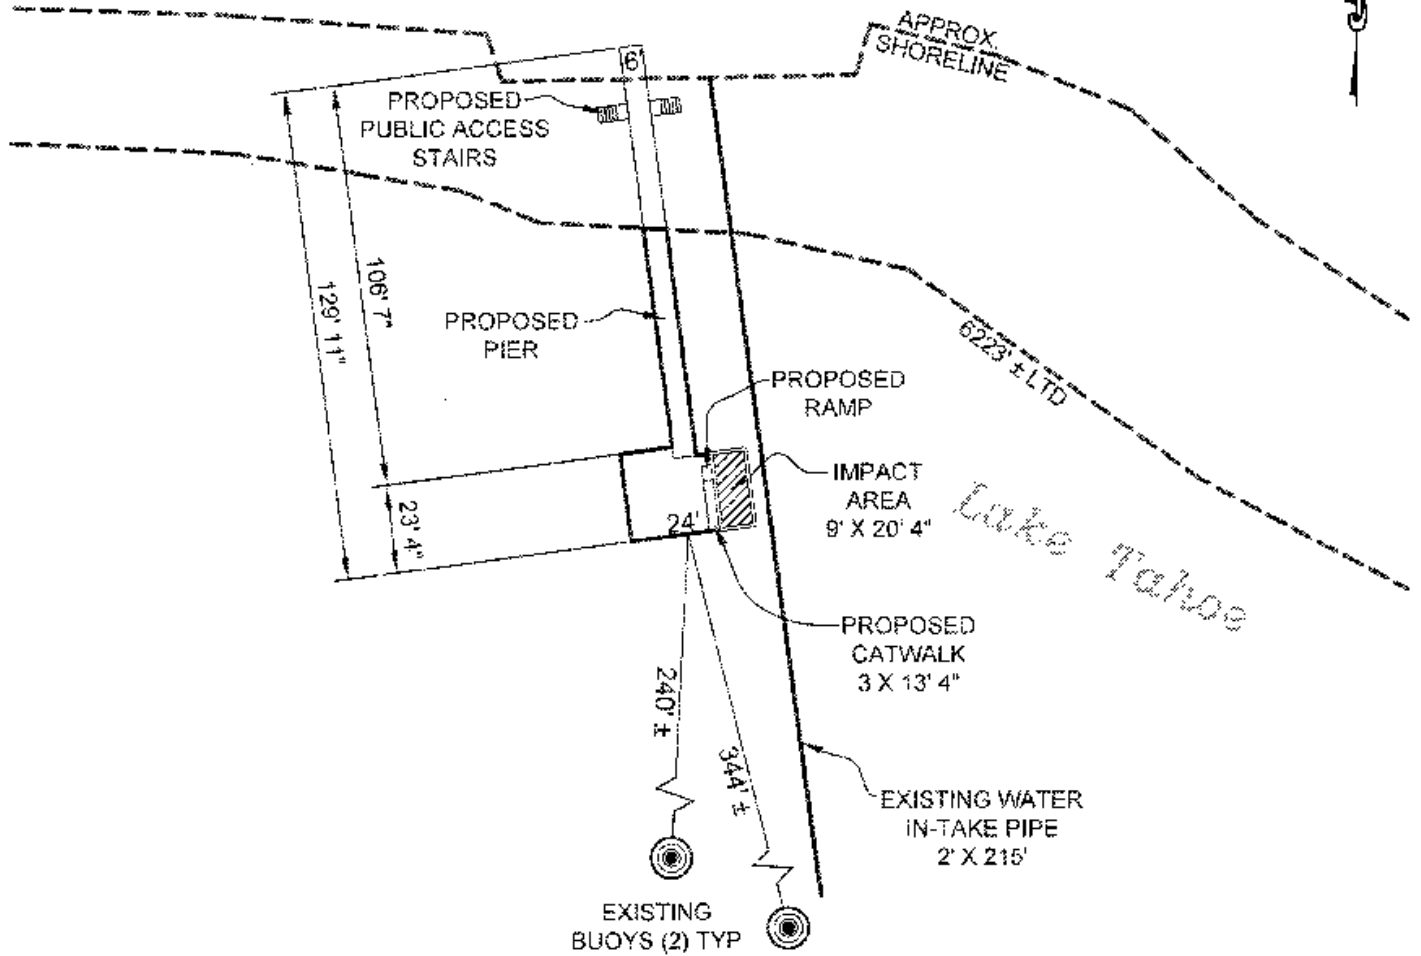 APPROX.
SHORELINE
6'
PROPOSED
PUBLIC ACCESS
STAIRS
106' 7"
129' 11"
PROPOSED
PIER
6223' ± LTD
PROPOSED
RAMP
IMPACT
AREA
9' X 20' 4"
23' 4"
24'
Lake Tahoe
PROPOSED
CATWALK
3 X 13' 4"
240' ±
344' ±
EXISTING WATER
IN-TAKE PIPE
2' X 215'
EXISTING
BUOYS (2) TYP